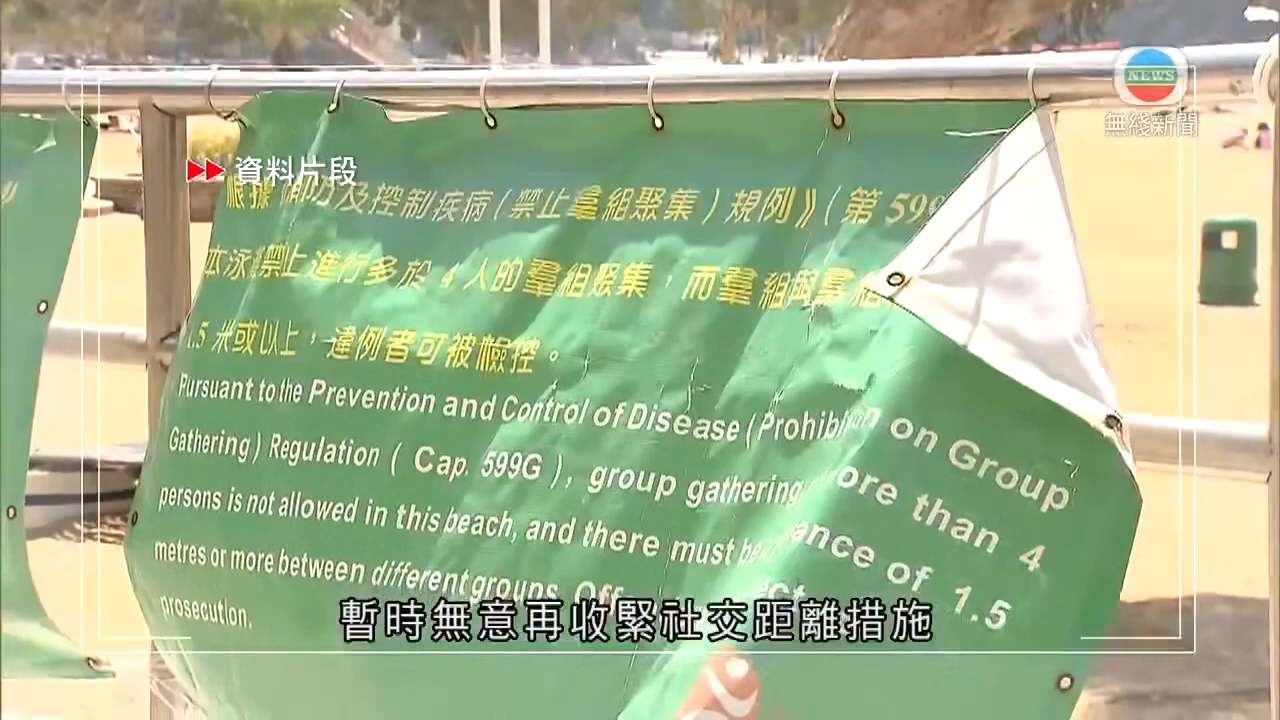 NEWS
無綫新聞
資料片段
根據《預防及控制疾病(禁止羣組聚集)規例》(第 599
本泳灘禁止進行多於 4 人的羣組聚集,而羣組與羣組
1.5 米或以上,違例者可被檢控。
Pursuant to the Prevention and Control of Disease (Prohibition on Group
Gathering) Regulation ( Cap. 599G ), group gathering ore than 4
persons is not allowed in this beach, and there must be ance of 1.5
metres or more between different groups. Off
prosecution.
暫時無意再收緊社交距離措施